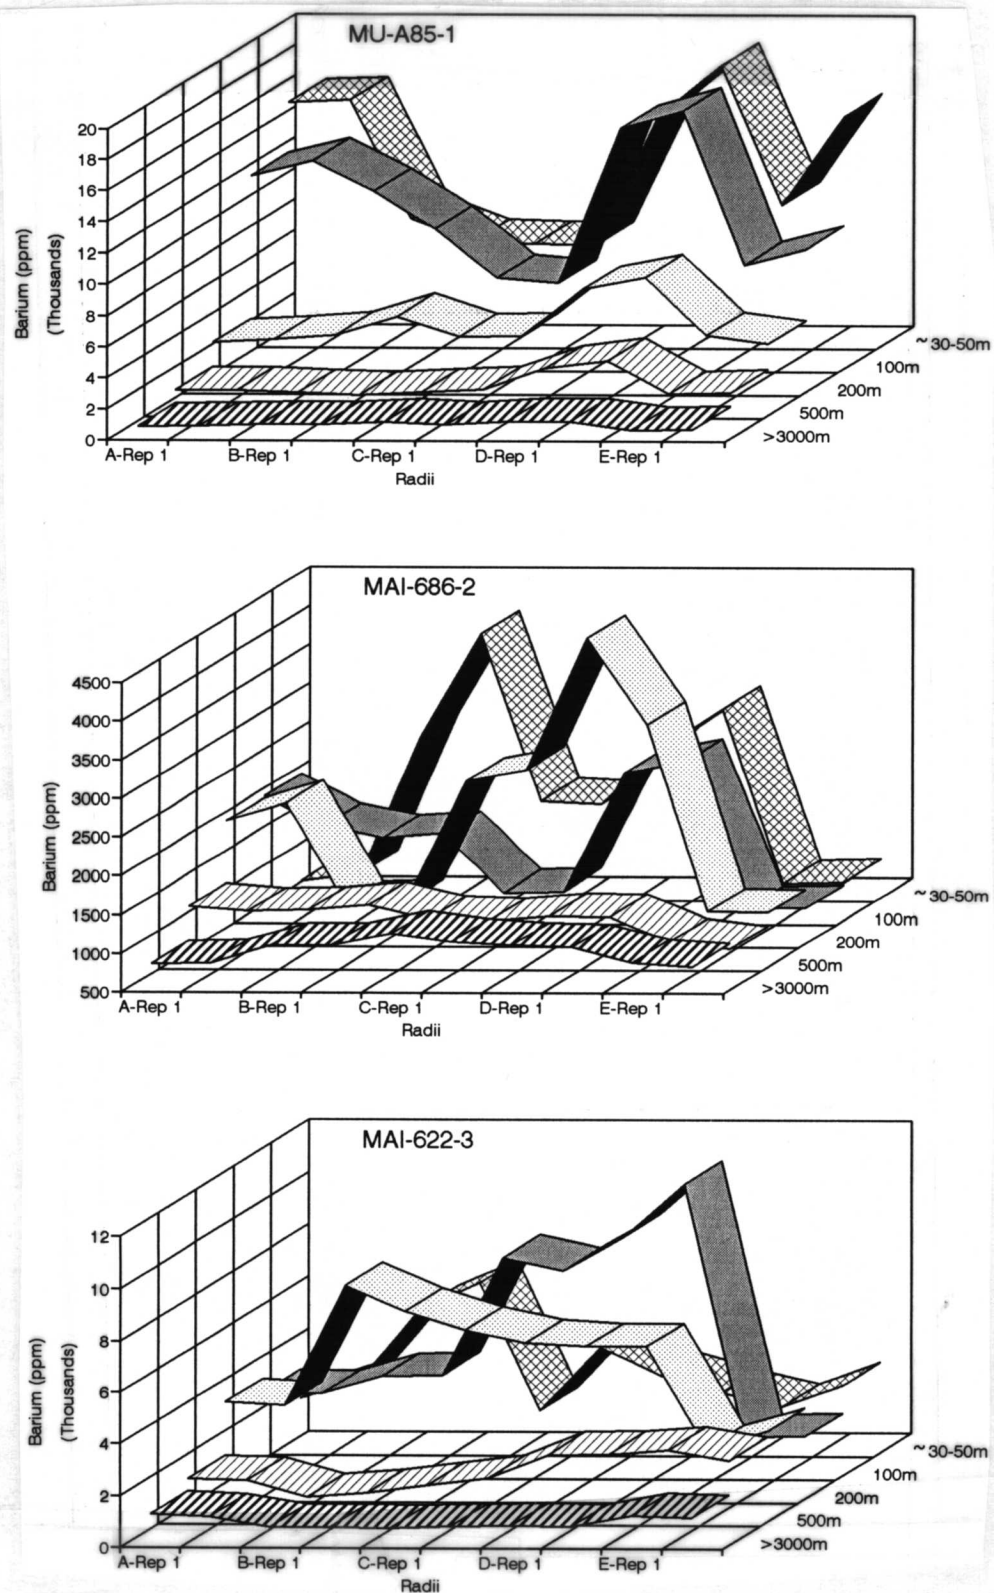 MU-A85-1
20
18
16
14
12
10
8
6
4
2
0
Barium (ppm)
(Thousands)
A-Rep 1 B-Rep 1 C-Rep 1 D-Rep 1 E-Rep 1
Radii
~30-50m
100m
200m
500m
>3000m
MAI-686-2
4500
4000
3500
3000
2500
2000
1500
1000
500
Barium (ppm)
A-Rep 1 B-Rep 1 C-Rep 1 D-Rep 1 E-Rep 1
Radii
~30-50m
100m
200m
500m
>3000m
MAI-622-3
12
10
8
6
4
2
0
Barium (ppm)
(Thousands)
A-Rep 1 B-Rep 1 C-Rep 1 D-Rep 1 E-Rep 1
Radii
~30-50m
100m
200m
500m
>3000m